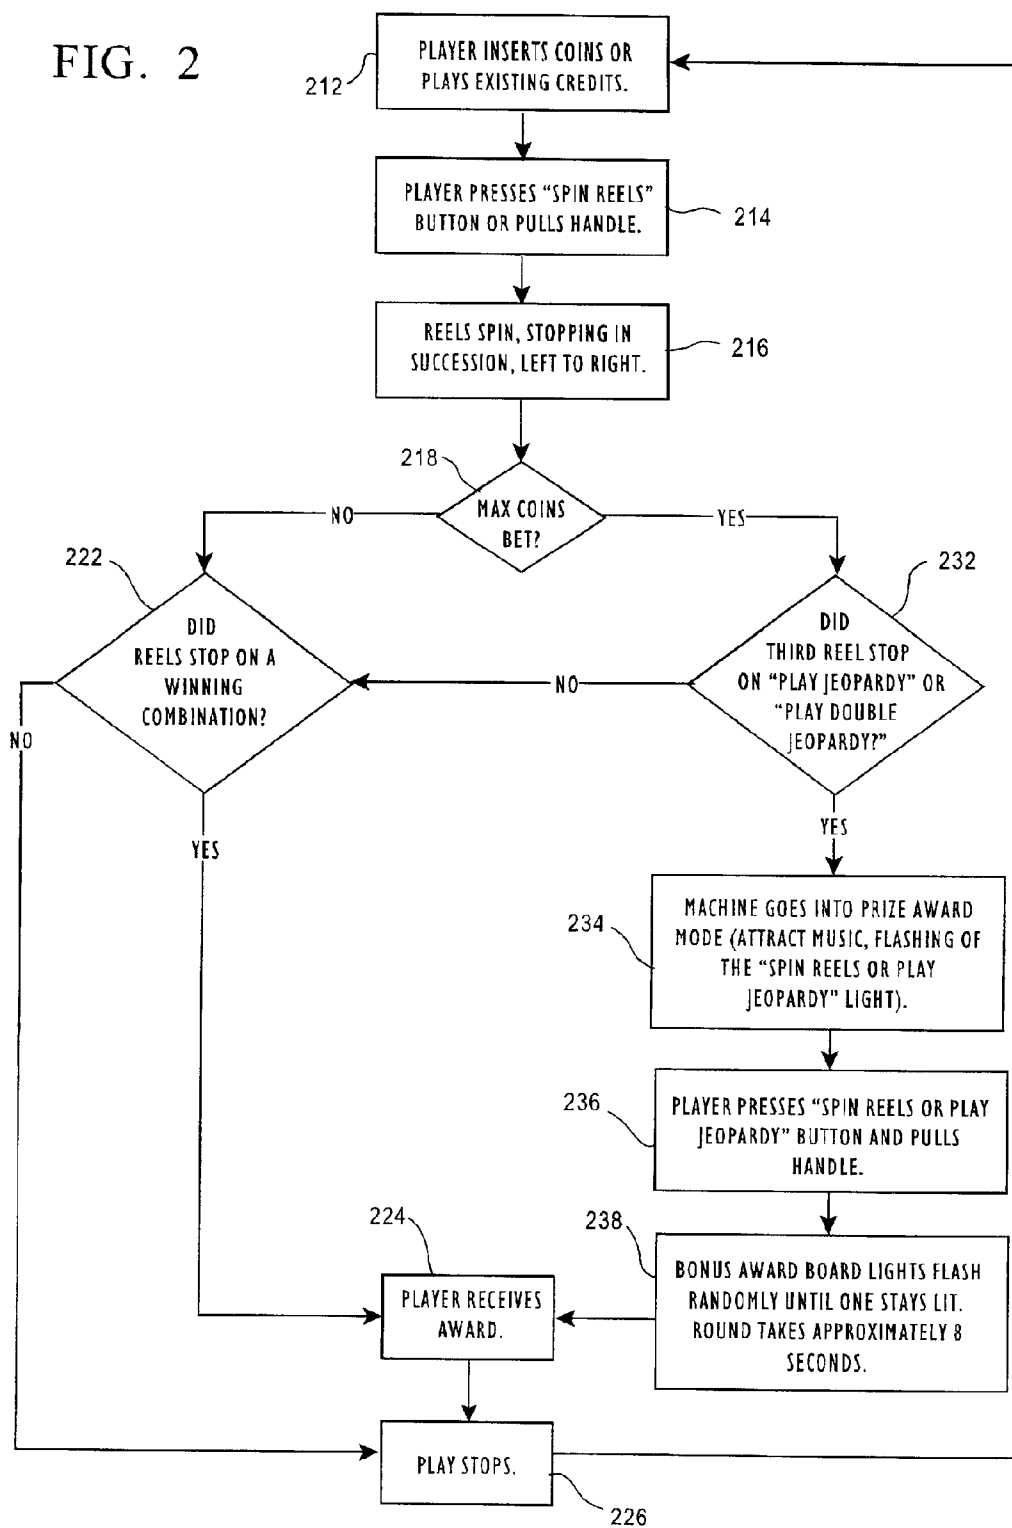 FIG. 2
PLAYER INSERTS COINS OR
PLAYS EXISTING CREDITS.
212
PLAYER PRESSES “SPIN REELS”
BUTTON OR PULLS HANDLE.
214
REELS SPIN, STOPPING IN
SUCCESSION, LEFT TO RIGHT.
216
218
MAX COINS
BET?
NO
YES
222
DID
REELS STOP ON A
WINNING
COMBINATION?
232
DID
THIRD REEL STOP
ON “PLAY JEOPARDY” OR
“PLAY DOUBLE
JEOPARDY?”
NO
NO
YES
YES
234
MACHINE GOES INTO PRIZE AWARD
MODE (ATTRACT MUSIC, FLASHING OF
THE “SPIN REELS OR PLAY
JEOPARDY” LIGHT).
236
PLAYER PRESSES “SPIN REELS OR PLAY
JEOPARDY” BUTTON AND PULLS
HANDLE.
238
BONUS AWARD BOARD LIGHTS FLASH
RANDOMLY UNTIL ONE STAYS LIT.
ROUND TAKES APPROXIMATELY 8
SECONDS.
224
PLAYER RECEIVES
AWARD.
PLAY STOPS.
226